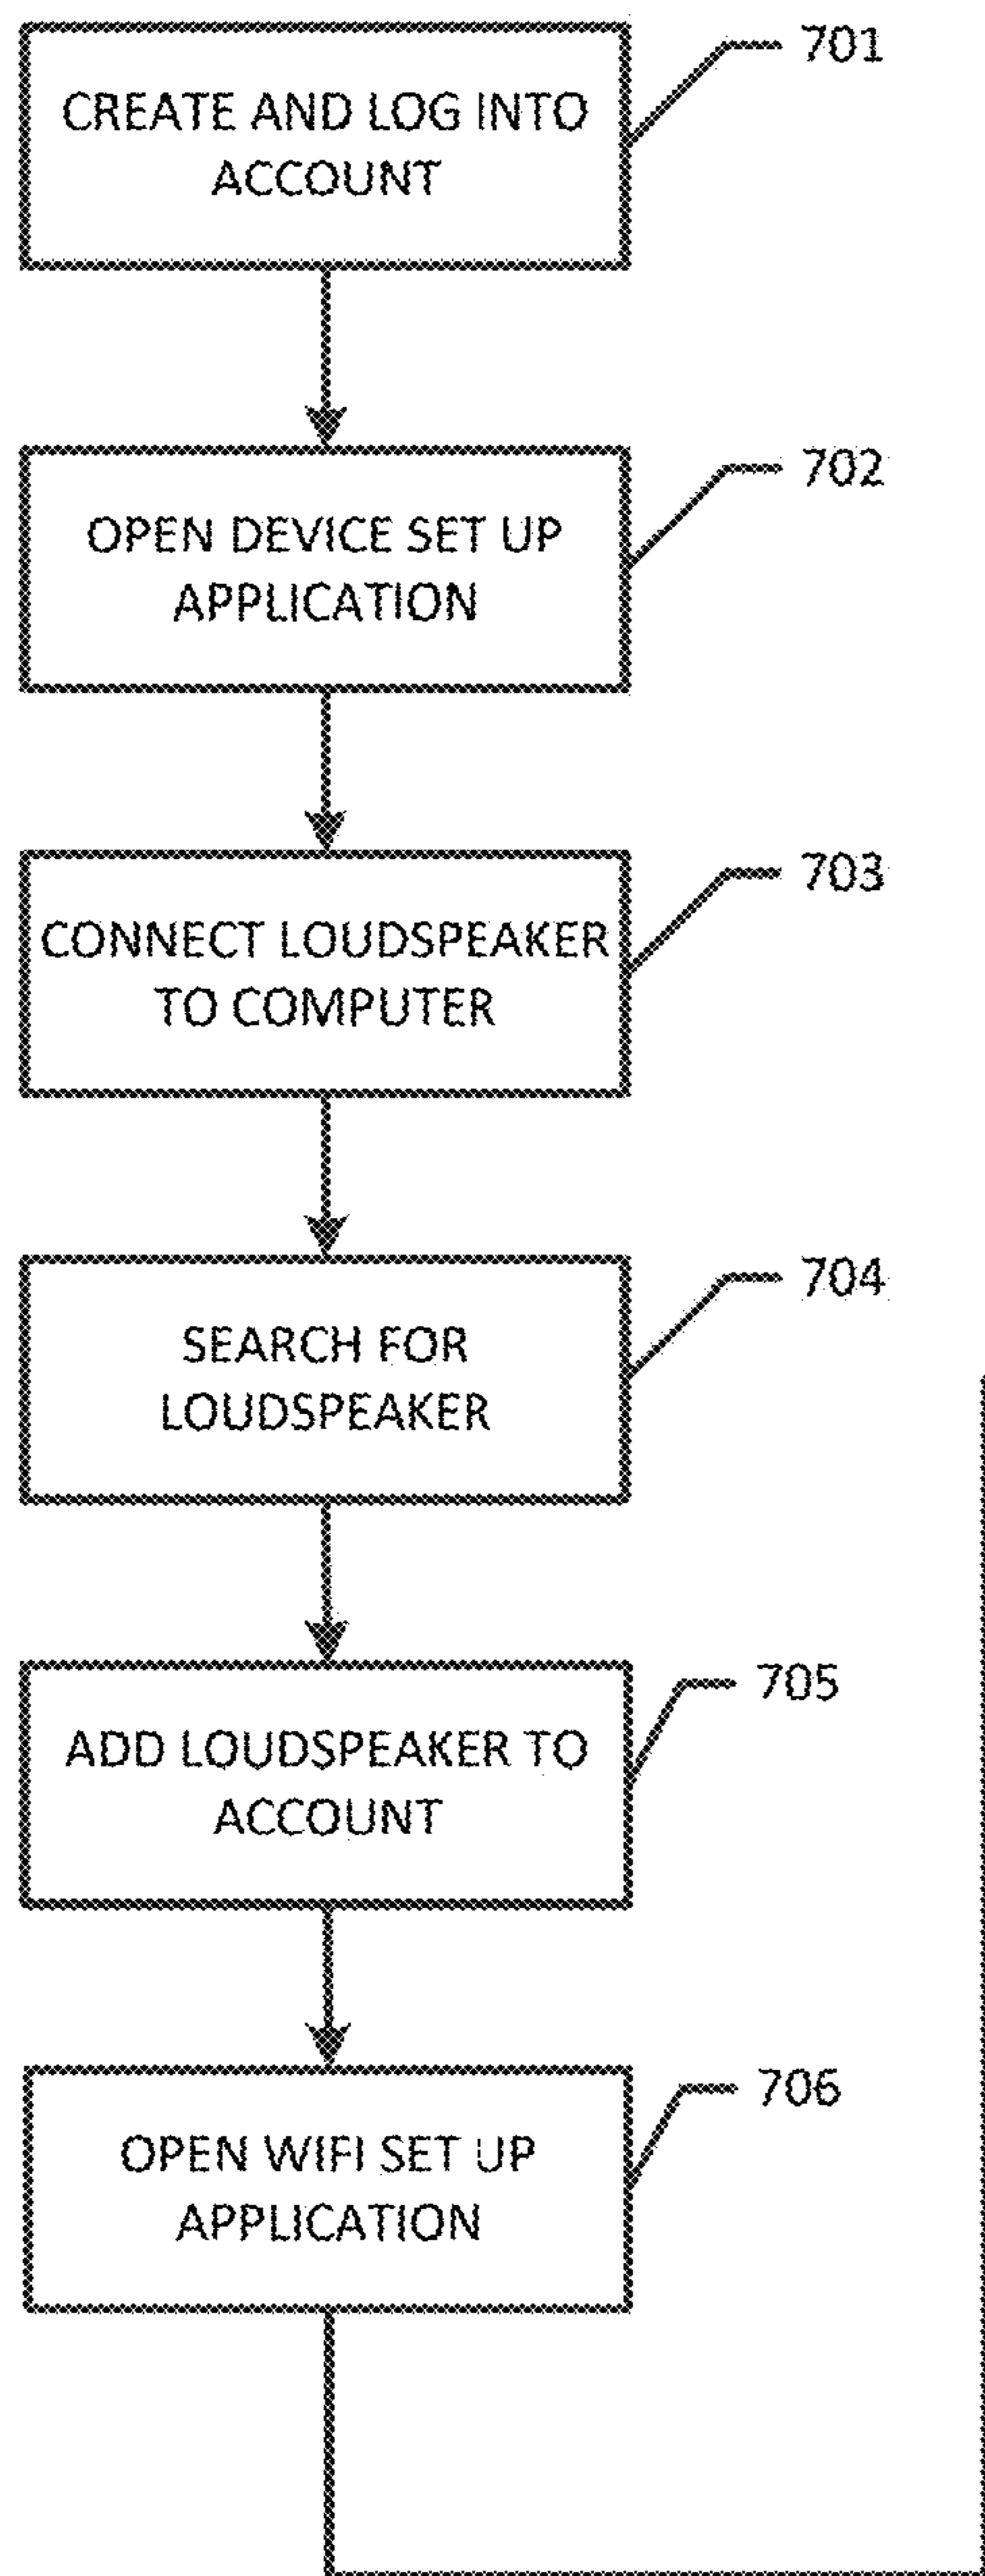 701
CREATE AND LOG INTO
ACCOUNT
702
OPEN DEVICE SET UP
APPLICATION
703
CONNECT LOUDSPEAKER
TO COMPUTER
704
SEARCH FOR
LOUDSPEAKER
705
ADD LOUDSPEAKER TO
ACCOUNT
706
OPEN WIFI SET UP
APPLICATION